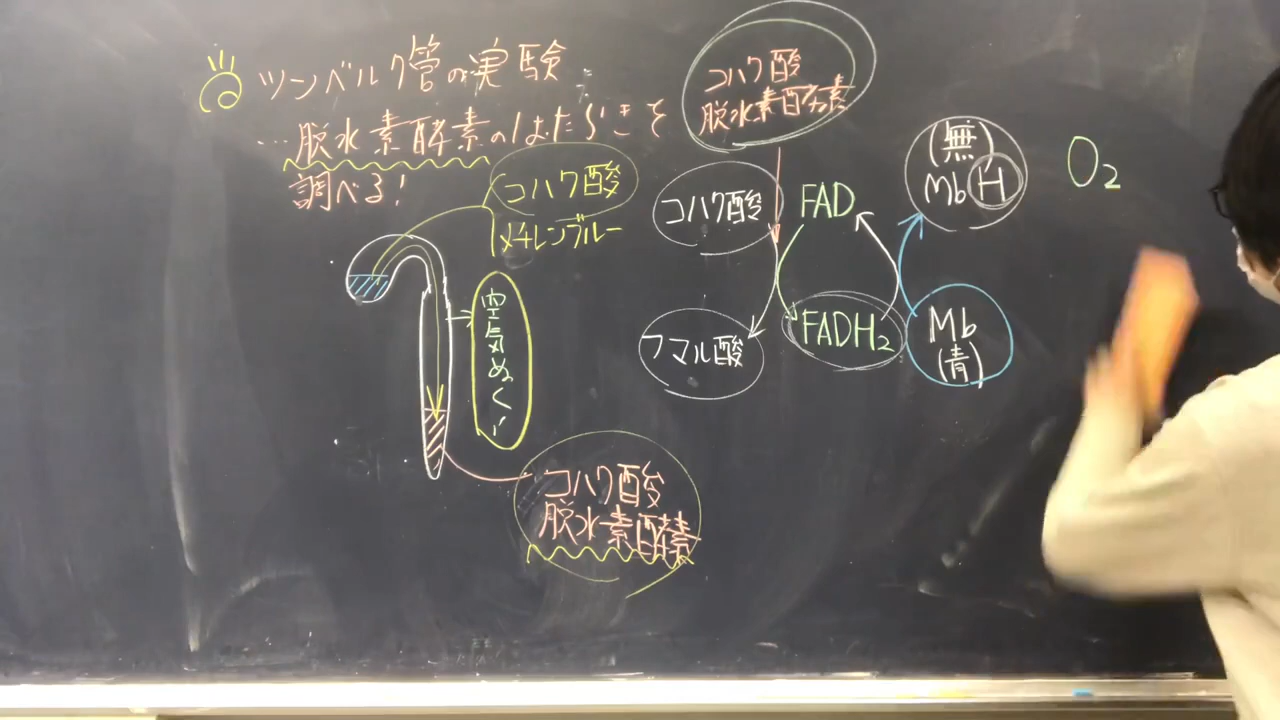 ツンベルク管の実験
…脱水素酵素のはたらきを
調べる！
コハク酸
メチレンブルー
空気ぬく
コハク酸
脱水素酵素
コハク酸
脱水素酵素
コハク酸
FAD
(無)
MbH
O₂
フマル酸
FADH₂
Mb
(青)